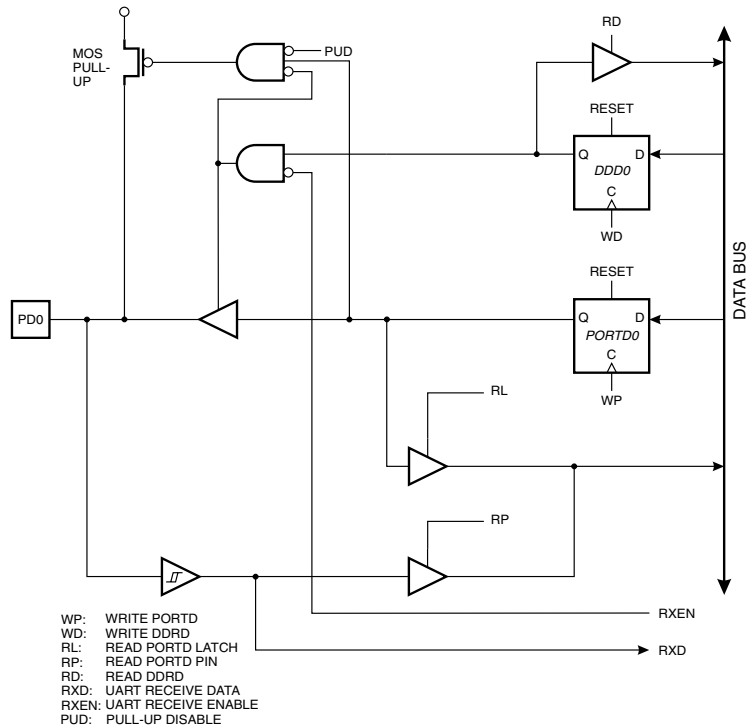 RD
MOS
PULL-
UP
PUD
RESET
Q D
DDD0
C
WD
RESET
PD0
Q D
PORTD0
C
WP
DATA BUS
RL
RP
RXEN
RXD
WP: WRITE PORTD
WD: WRITE DDRD
RL: READ PORTD LATCH
RP: READ PORTD PIN
RD: READ DDRD
RXD: UART RECEIVE DATA
RXEN: UART RECEIVE ENABLE
PUD: PULL-UP DISABLE